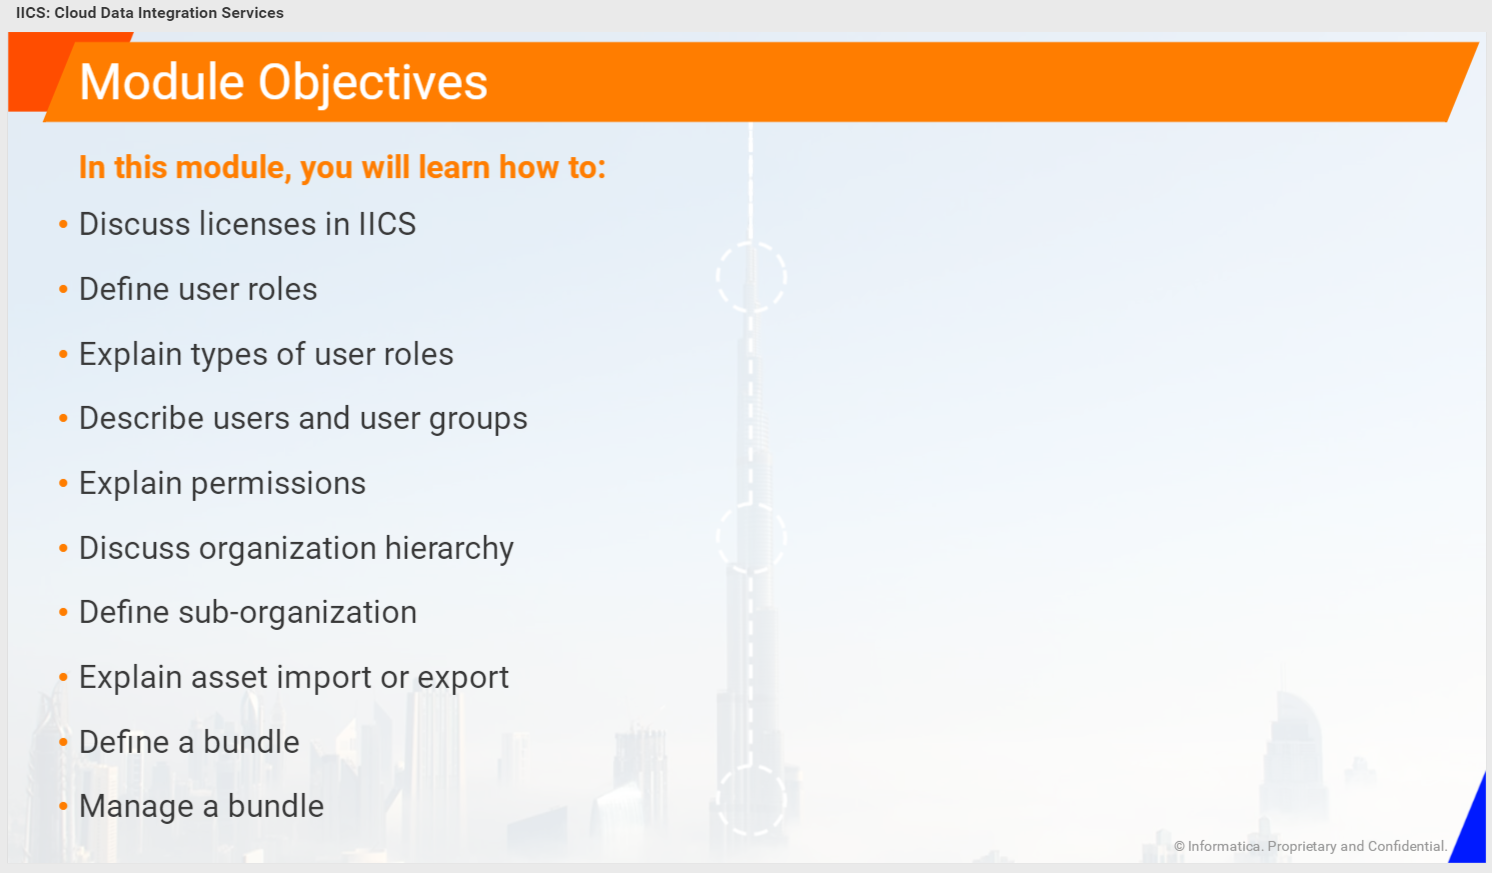 IICS: Cloud Data Integration Services
Module Objectives
In this module, you will learn how to:
• Discuss licenses in IICS
• Define user roles
• Explain types of user roles
• Describe users and user groups
• Explain permissions
• Discuss organization hierarchy
• Define sub-organization
• Explain asset import or export
• Define a bundle
• Manage a bundle
© Informatica. Proprietary and Confidential.